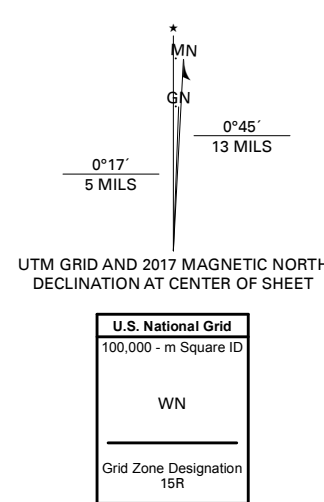 ★
MN
GN
0°45´
13 MILS
0°17´
5 MILS
UTM GRID AND 2017 MAGNETIC NORTH
DECLINATION AT CENTER OF SHEET
U.S. National Grid
100,000 - m Square ID
WN
Grid Zone Designation
15R